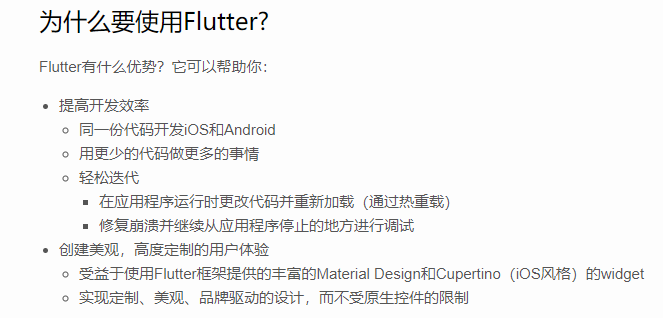 为什么要使用Flutter?
Flutter有什么优势？它可以帮助你：
提高开发效率
同一份代码开发iOS和Android
用更少的代码做更多的事情
轻松迭代
在应用程序运行时更改代码并重新加载（通过热重载）
修复崩溃并继续从应用程序停止的地方进行调试
创建美观，高度定制的用户体验
受益于使用Flutter框架提供的丰富的Material Design和Cupertino（iOS风格）的widget
实现定制、美观、品牌驱动的设计，而不受原生控件的限制